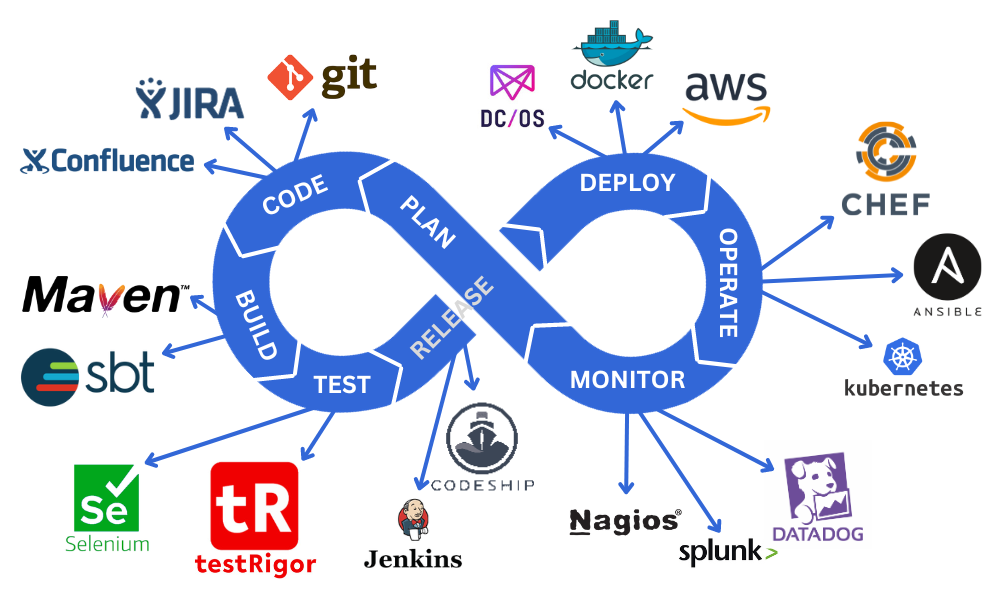 docker
git
aws
JIRA
DC/OS
Confluence
CODE
PLAN
DEPLOY
CHEF
OPERATE
ANSIBLE
Maven™
BUILD
RELEASE
sbt
TEST
MONITOR
kubernetes
Se
Selenium
tR
testRigor
CODESHIP
Jenkins
Nagios®
splunk>
DATADOG